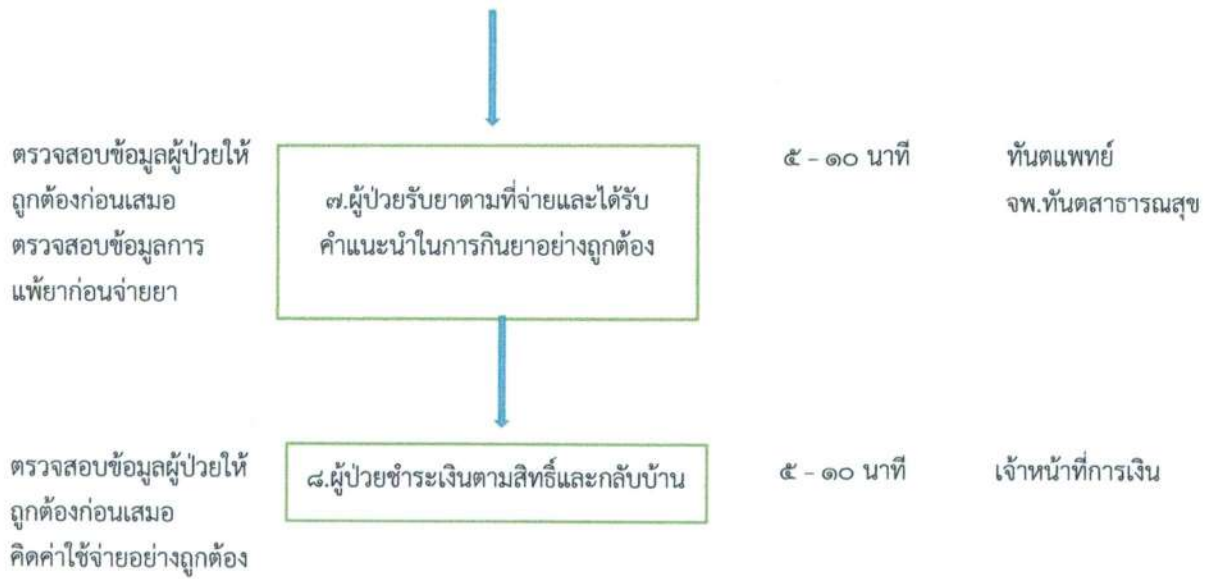 ตรวจสอบข้อมูลผู้ป่วยให้
ถูกต้องก่อนเสมอ
ตรวจสอบข้อมูลการ
แพ้ยาก่อนจ่ายยา
๗.ผู้ป่วยรับยาตามที่จ่ายและได้รับ
คำแนะนำในการกินยาอย่างถูกต้อง
๕ - ๑๐ นาที
ทันตแพทย์
จพ.ทันตสาธารณสุข
ตรวจสอบข้อมูลผู้ป่วยให้
ถูกต้องก่อนเสมอ
คิดค่าใช้จ่ายอย่างถูกต้อง
๘.ผู้ป่วยชำระเงินตามสิทธิ์และกลับบ้าน
๕ - ๑๐ นาที
เจ้าหน้าที่การเงิน